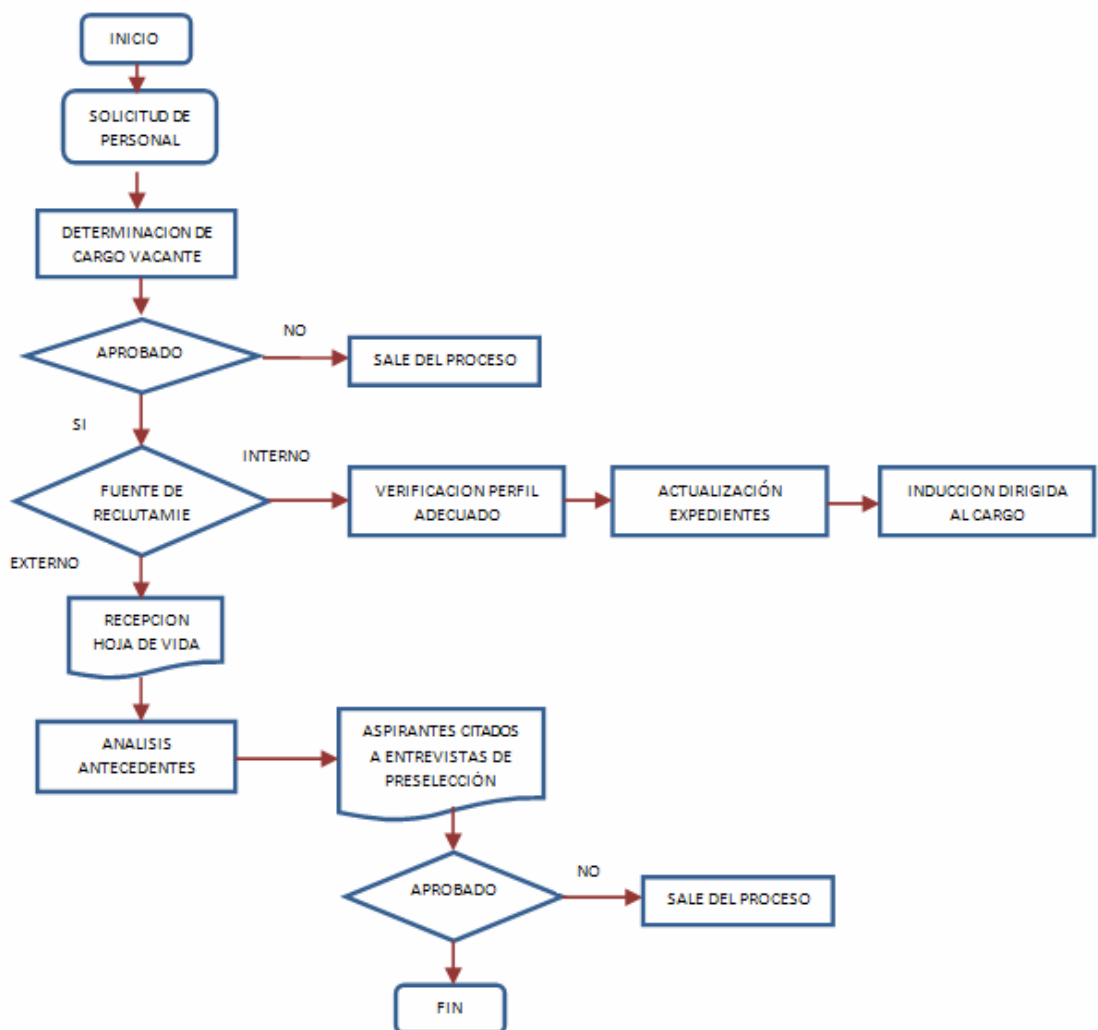 INICIO
SOLICITUD DE
PERSONAL
DETERMINACION DE
CARGO VACANTE
APROBADO
NO
SALE DEL PROCESO
SI
FUENTE DE
RECLUTAMIE
INTERNO
VERIFICACION PERFIL
ADECUADO
ACTUALIZACIÓN
EXPEDIENTES
INDUCCION DIRIGIDA
AL CARGO
EXTERNO
RECEPCION
HOJA DE VIDA
ANALISIS
ANTECEDENTES
ASPIRANTES CITADOS
A ENTREVISTAS DE
PRESELECCIÓN
APROBADO
NO
SALE DEL PROCESO
FIN